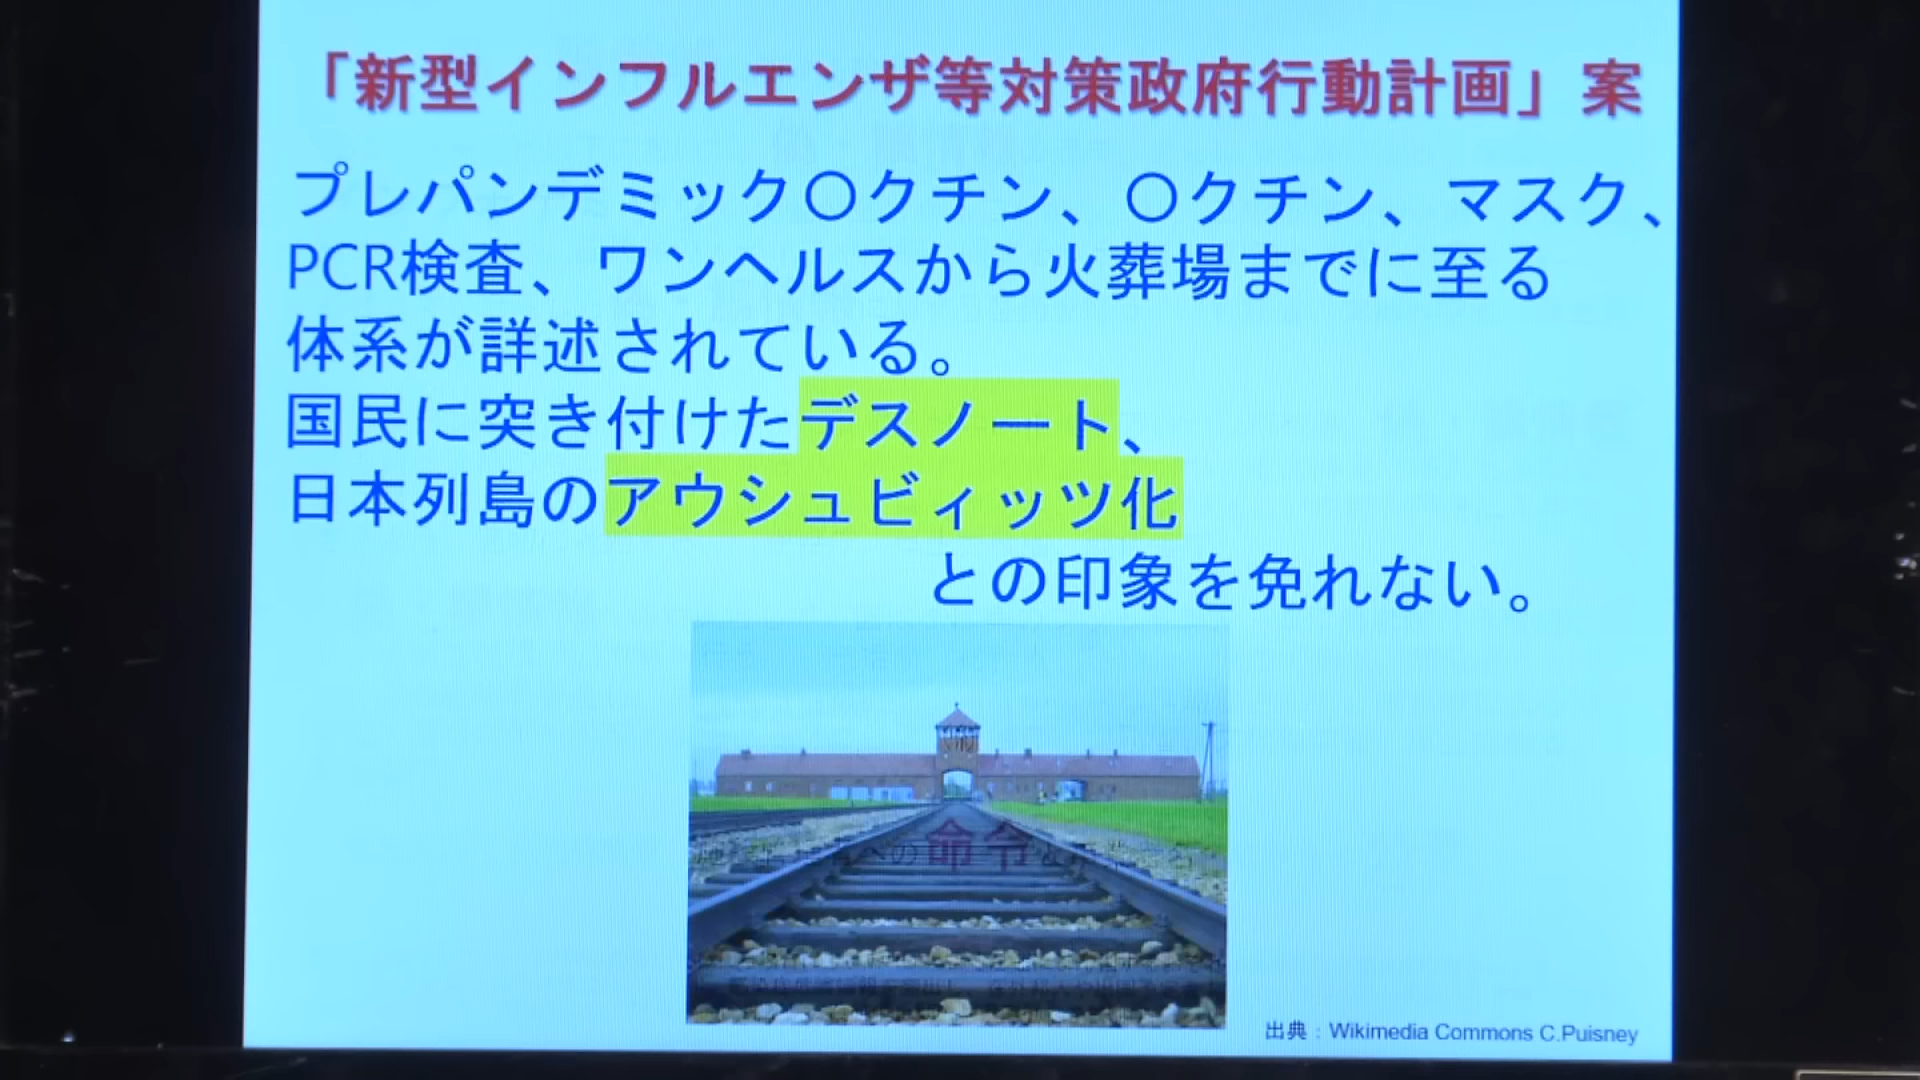 「新型インフルエンザ等対策政府行動計画」案
プレパンデミック〇クチン、〇クチン、マスク、
PCR検査、ワンヘルスから火葬場までに至る
体系が詳述されている。
国民に突き付けたデスノート、
日本列島のアウシュビィッツ化
との印象を免れない。
命令
出典：Wikimedia Commons C.Puisney